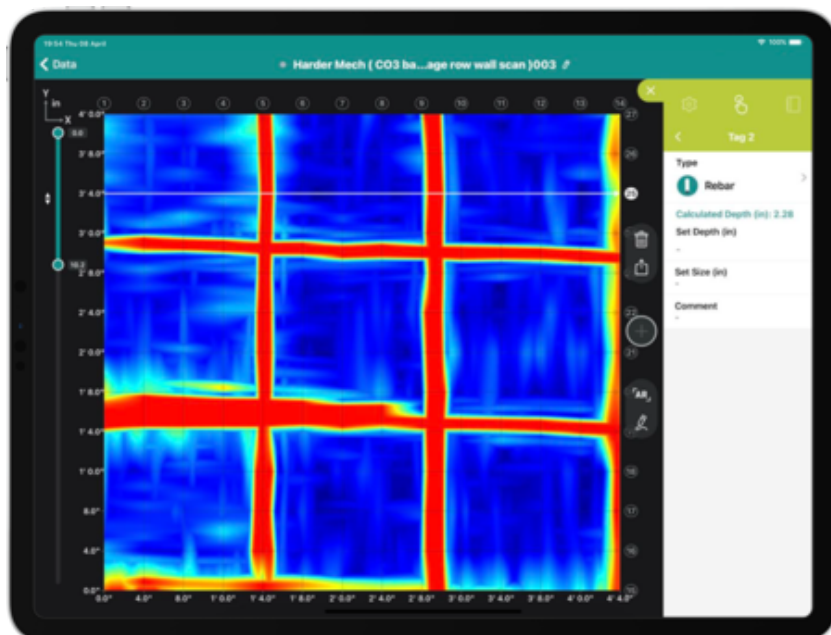 19:54 Thu 08 April
100%
Data
Harder Mech ( CO3 ba...age row wall scan )003
Y
in
X
1 2 3 4 5 6 7 8 9 10 11 12 13 14
4' 0.0"
3' 8.0"
3' 4.0"
3' 0.0"
2' 8.0"
2' 4.0"
2' 0.0"
1' 8.0"
1' 4.0"
1' 0.0"
8.0"
4.0"
0.0"
0.0
27
26
25
22
21
18
17
16
15
0.0" 4.0" 8.0" 1' 0.0" 1' 4.0" 1' 8.0" 2' 0.0" 2' 4.0" 2' 8.0" 3' 0.0" 3' 4.0" 3' 8.0" 4' 0.0" 4' 4.0"
AR
Tag 2
Type
Rebar
Calculated Depth (in): 2.28
Set Depth (in)
-
Set Size (in)
-
Comment
-